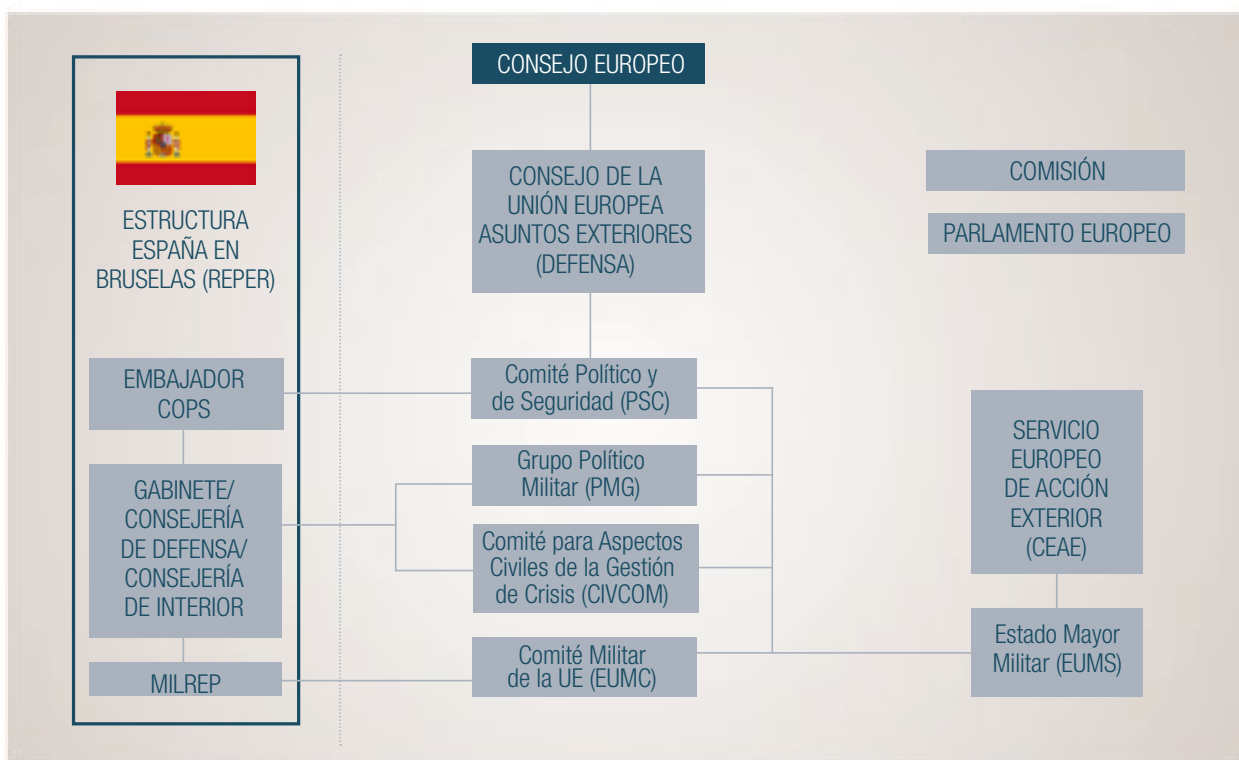 ESTRUCTURA
ESPAÑA EN
BRUSELAS (REPER)
EMBAJADOR
COPS
GABINETE/
CONSEJERÍA
DE DEFENSA/
CONSEJERÍA
DE INTERIOR
MILREP
CONSEJO EUROPEO
CONSEJO DE LA
UNIÓN EUROPEA
ASUNTOS EXTERIORES
(DEFENSA)
Comité Político y
de Seguridad (PSC)
Grupo Político
Militar (PMG)
Comité para Aspectos
Civiles de la Gestión
de Crisis (CIVCOM)
Comité Militar
de la UE (EUMC)
COMISIÓN
PARLAMENTO EUROPEO
SERVICIO
EUROPEO
DE ACCIÓN
EXTERIOR
(CEAE)
Estado Mayor
Militar (EUMS)